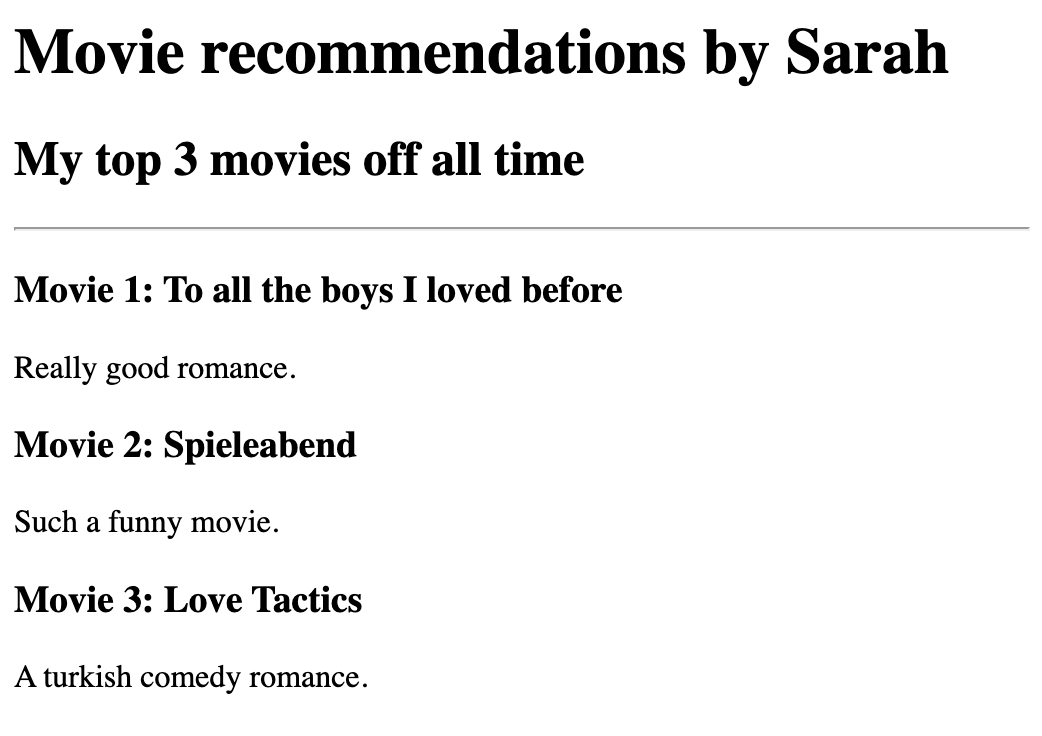 Movie recommendations by Sarah
My top 3 movies off all time
Movie 1: To all the boys I loved before
Really good romance.
Movie 2: Spieleabend
Such a funny movie.
Movie 3: Love Tactics
A turkish comedy romance.